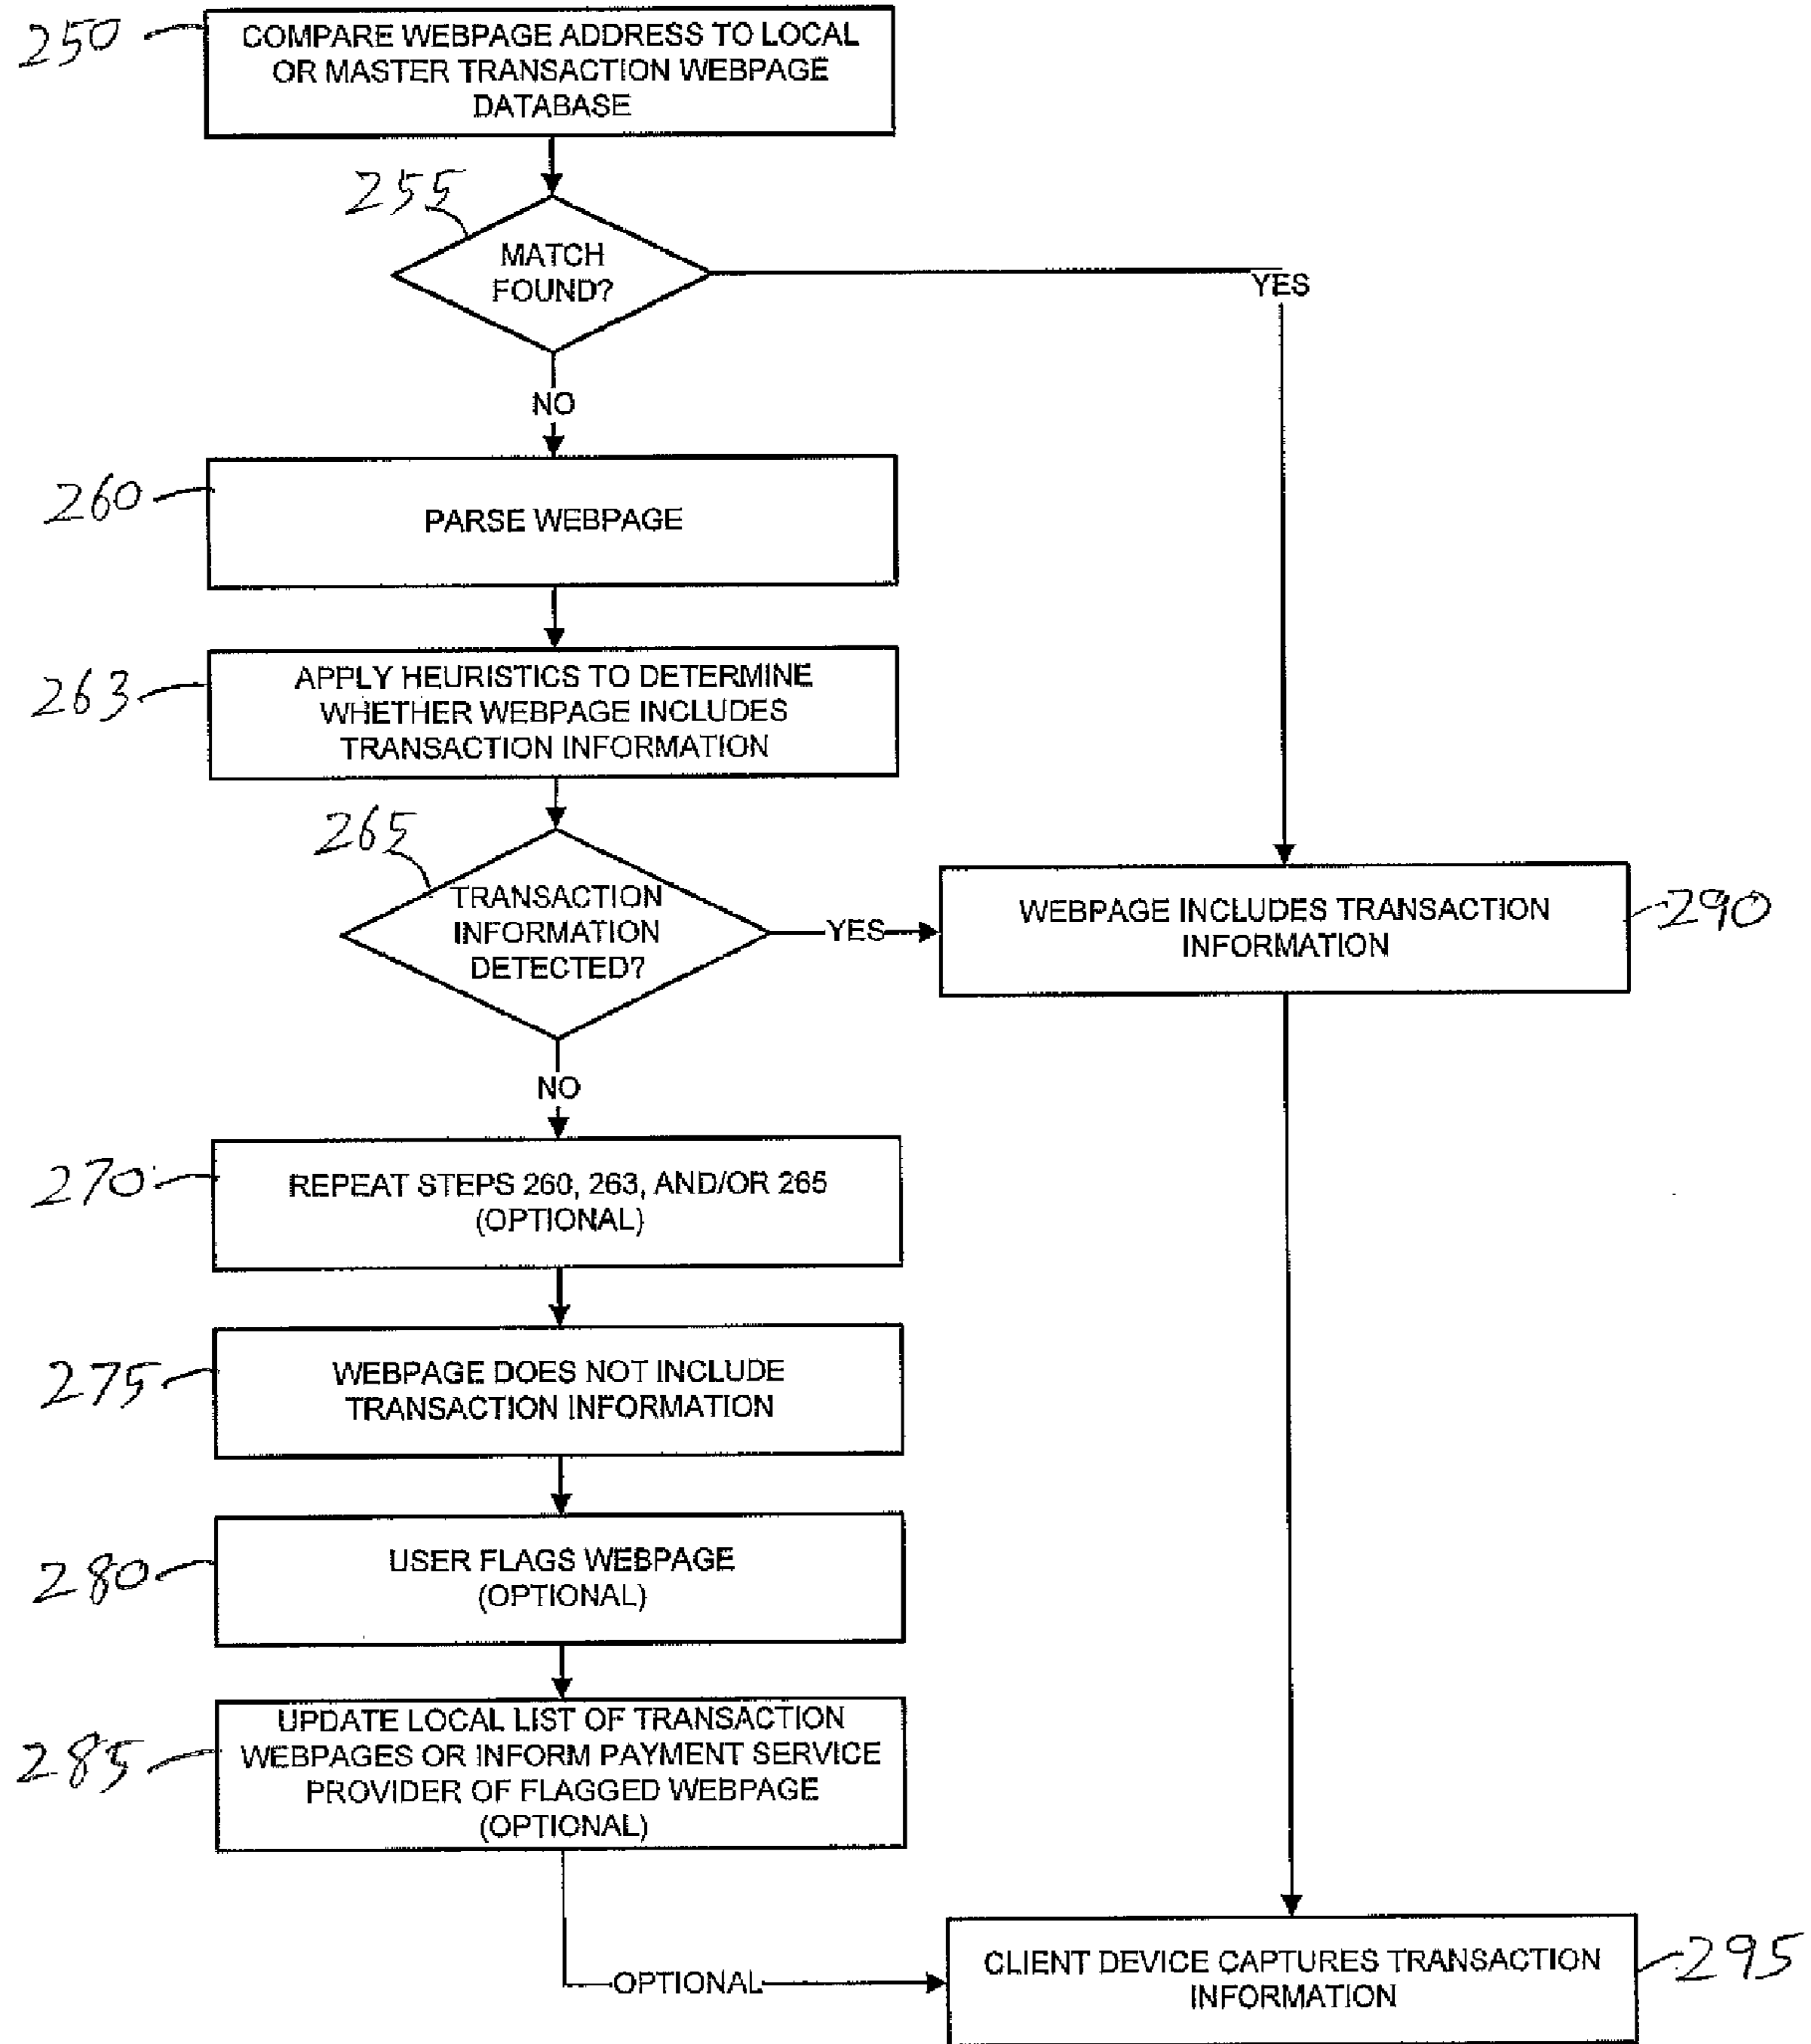 250
COMPARE WEBPAGE ADDRESS TO LOCAL
OR MASTER TRANSACTION WEBPAGE
DATABASE
255
MATCH
FOUND?
YES
NO
260
PARSE WEBPAGE
263
APPLY HEURISTICS TO DETERMINE
WHETHER WEBPAGE INCLUDES
TRANSACTION INFORMATION
265
TRANSACTION
INFORMATION
DETECTED?
YES
WEBPAGE INCLUDES TRANSACTION
INFORMATION
290
NO
270
REPEAT STEPS 260, 263, AND/OR 265
(OPTIONAL)
275
WEBPAGE DOES NOT INCLUDE
TRANSACTION INFORMATION
280
USER FLAGS WEBPAGE
(OPTIONAL)
285
UPDATE LOCAL LIST OF TRANSACTION
WEBPAGES OR INFORM PAYMENT SERVICE
PROVIDER OF FLAGGED WEBPAGE
(OPTIONAL)
OPTIONAL
CLIENT DEVICE CAPTURES TRANSACTION
INFORMATION
295